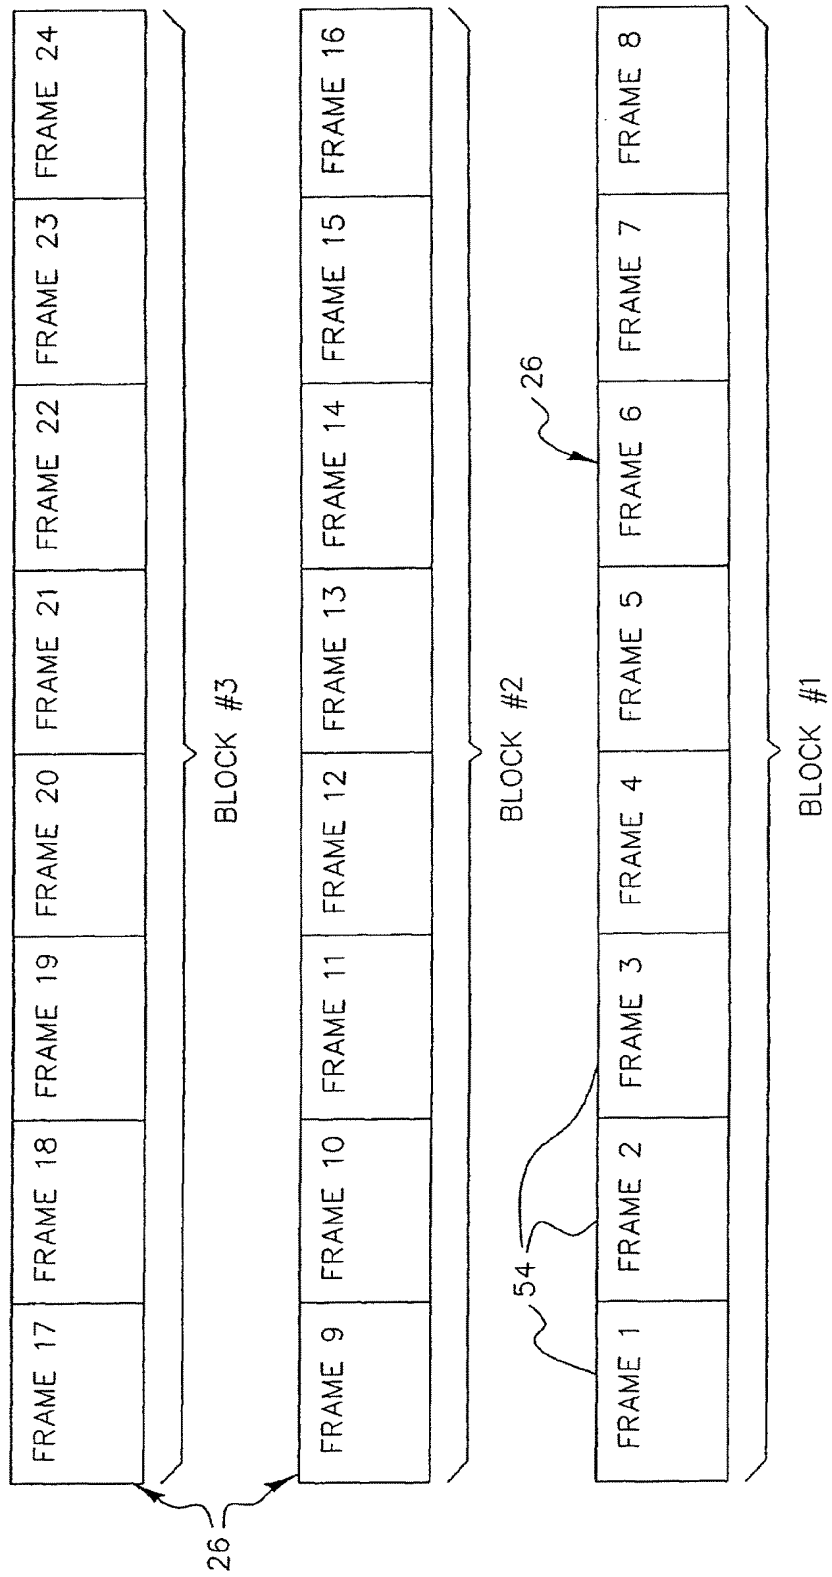 FRAME 17
FRAME 18
FRAME 19
FRAME 20
FRAME 21
FRAME 22
FRAME 23
FRAME 24
26
BLOCK #3
FRAME 9
FRAME 10
FRAME 11
FRAME 12
FRAME 13
FRAME 14
FRAME 15
FRAME 16
BLOCK #2
54
26
FRAME 1
FRAME 2
FRAME 3
FRAME 4
FRAME 5
FRAME 6
FRAME 7
FRAME 8
BLOCK #1